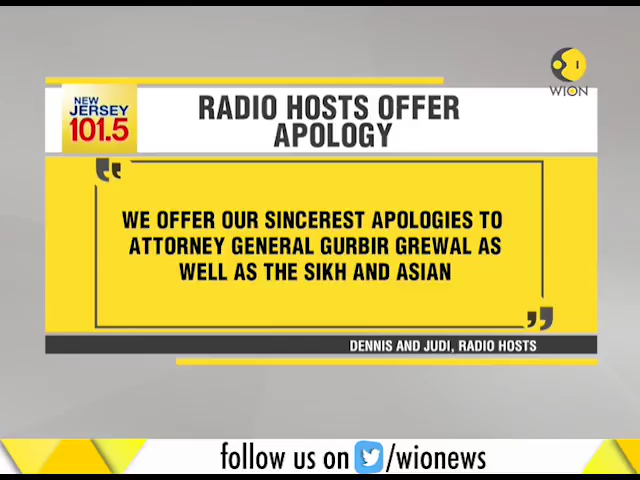 NEW
JERSEY
101.5
RADIO HOSTS OFFER
APOLOGY
WION
WE OFFER OUR SINCEREST APOLOGIES TO
ATTORNEY GENERAL GURBIR GREWAL AS
WELL AS THE SIKH AND ASIAN
DENNIS AND JUDI, RADIO HOSTS
follow us on /wionews